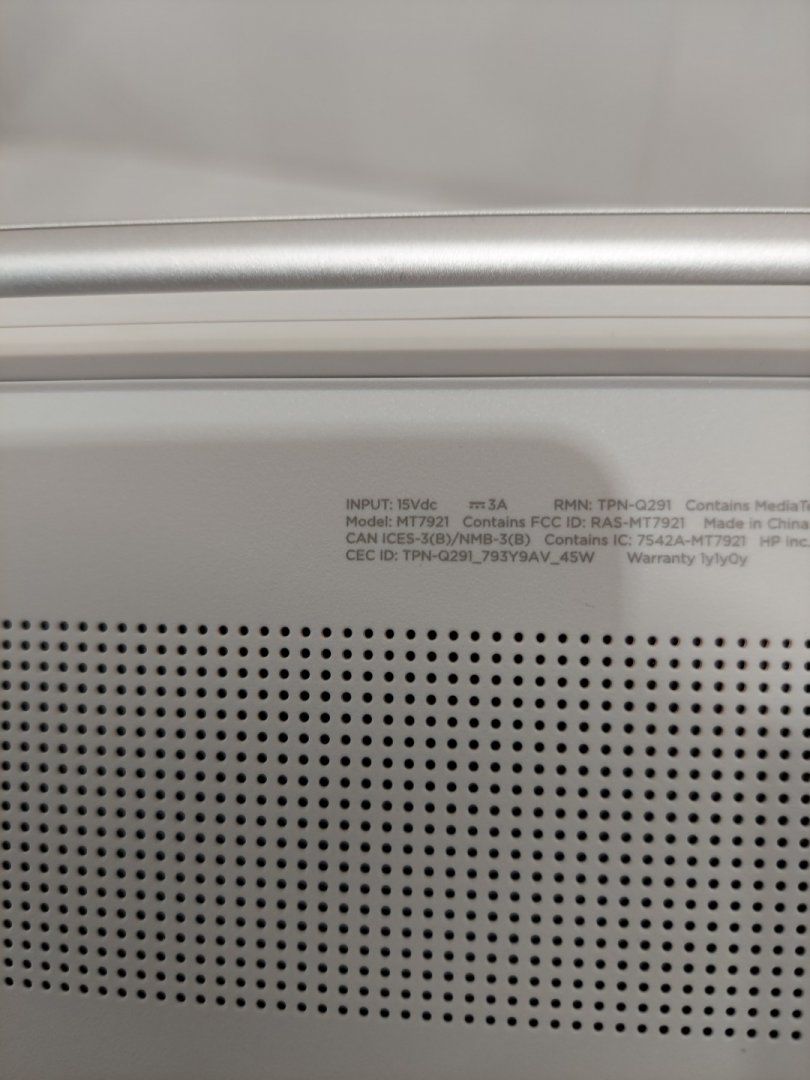 INPUT: 15Vdc ⎓3A RMN: TPN-Q291 Contains MediaTe
Model: MT7921 Contains FCC ID: RAS-MT7921 Made in China
CAN ICES-3(B)/NMB-3(B) Contains IC: 7542A-MT7921 HP Inc.
CEC ID: TPN-Q291_793Y9AV_45W Warranty 1y1y0y